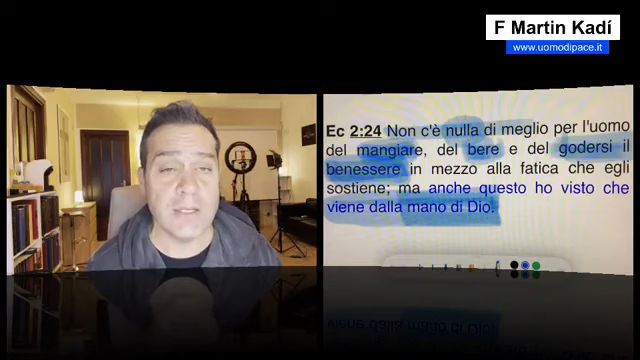 F Martin Kadí
www.uomodipace.it
Ec 2:24 Non c'è nulla di meglio per l'uomo
del mangiare, del bere e del godersi il
benessere in mezzo alla fatica che egli
sostiene; ma anche questo ho visto che
viene dalla mano di Dio.